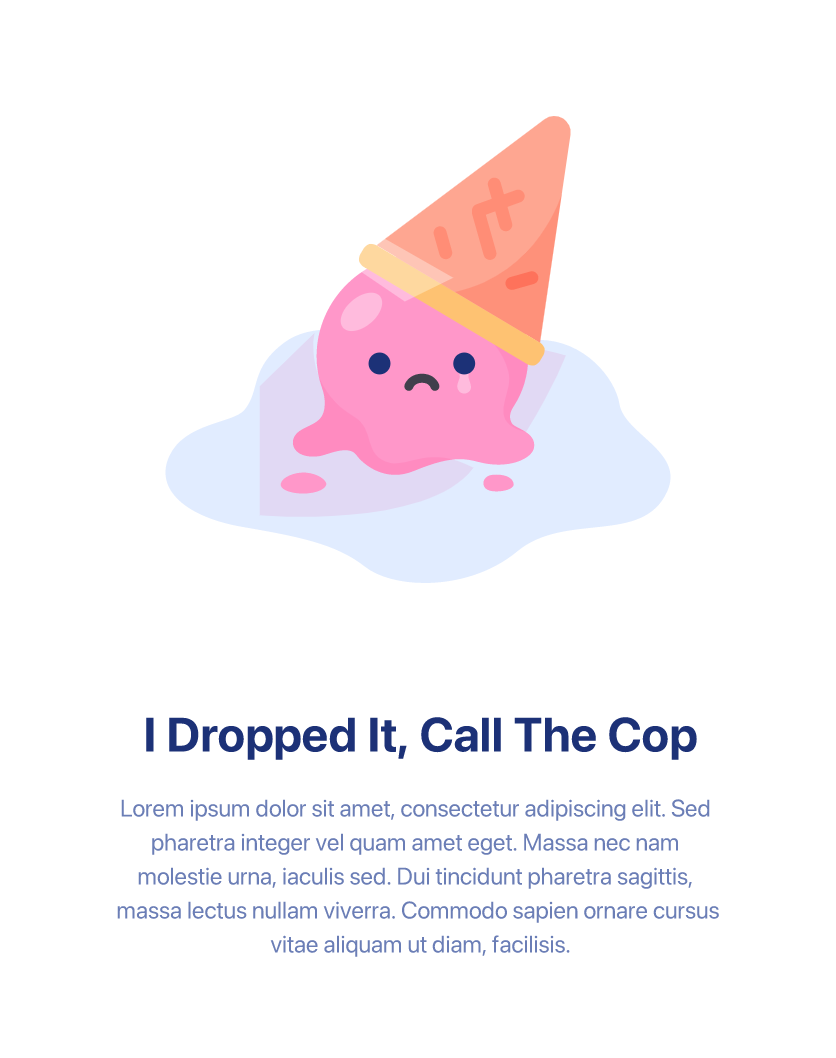 I Dropped It, Call The Cop
Lorem ipsum dolor sit amet, consectetur adipiscing elit. Sed
pharetra integer vel quam amet eget. Massa nec nam
molestie urna, iaculis sed. Dui tincidunt pharetra sagittis,
massa lectus nullam viverra. Commodo sapien ornare cursus
vitae aliquam ut diam, facilisis.